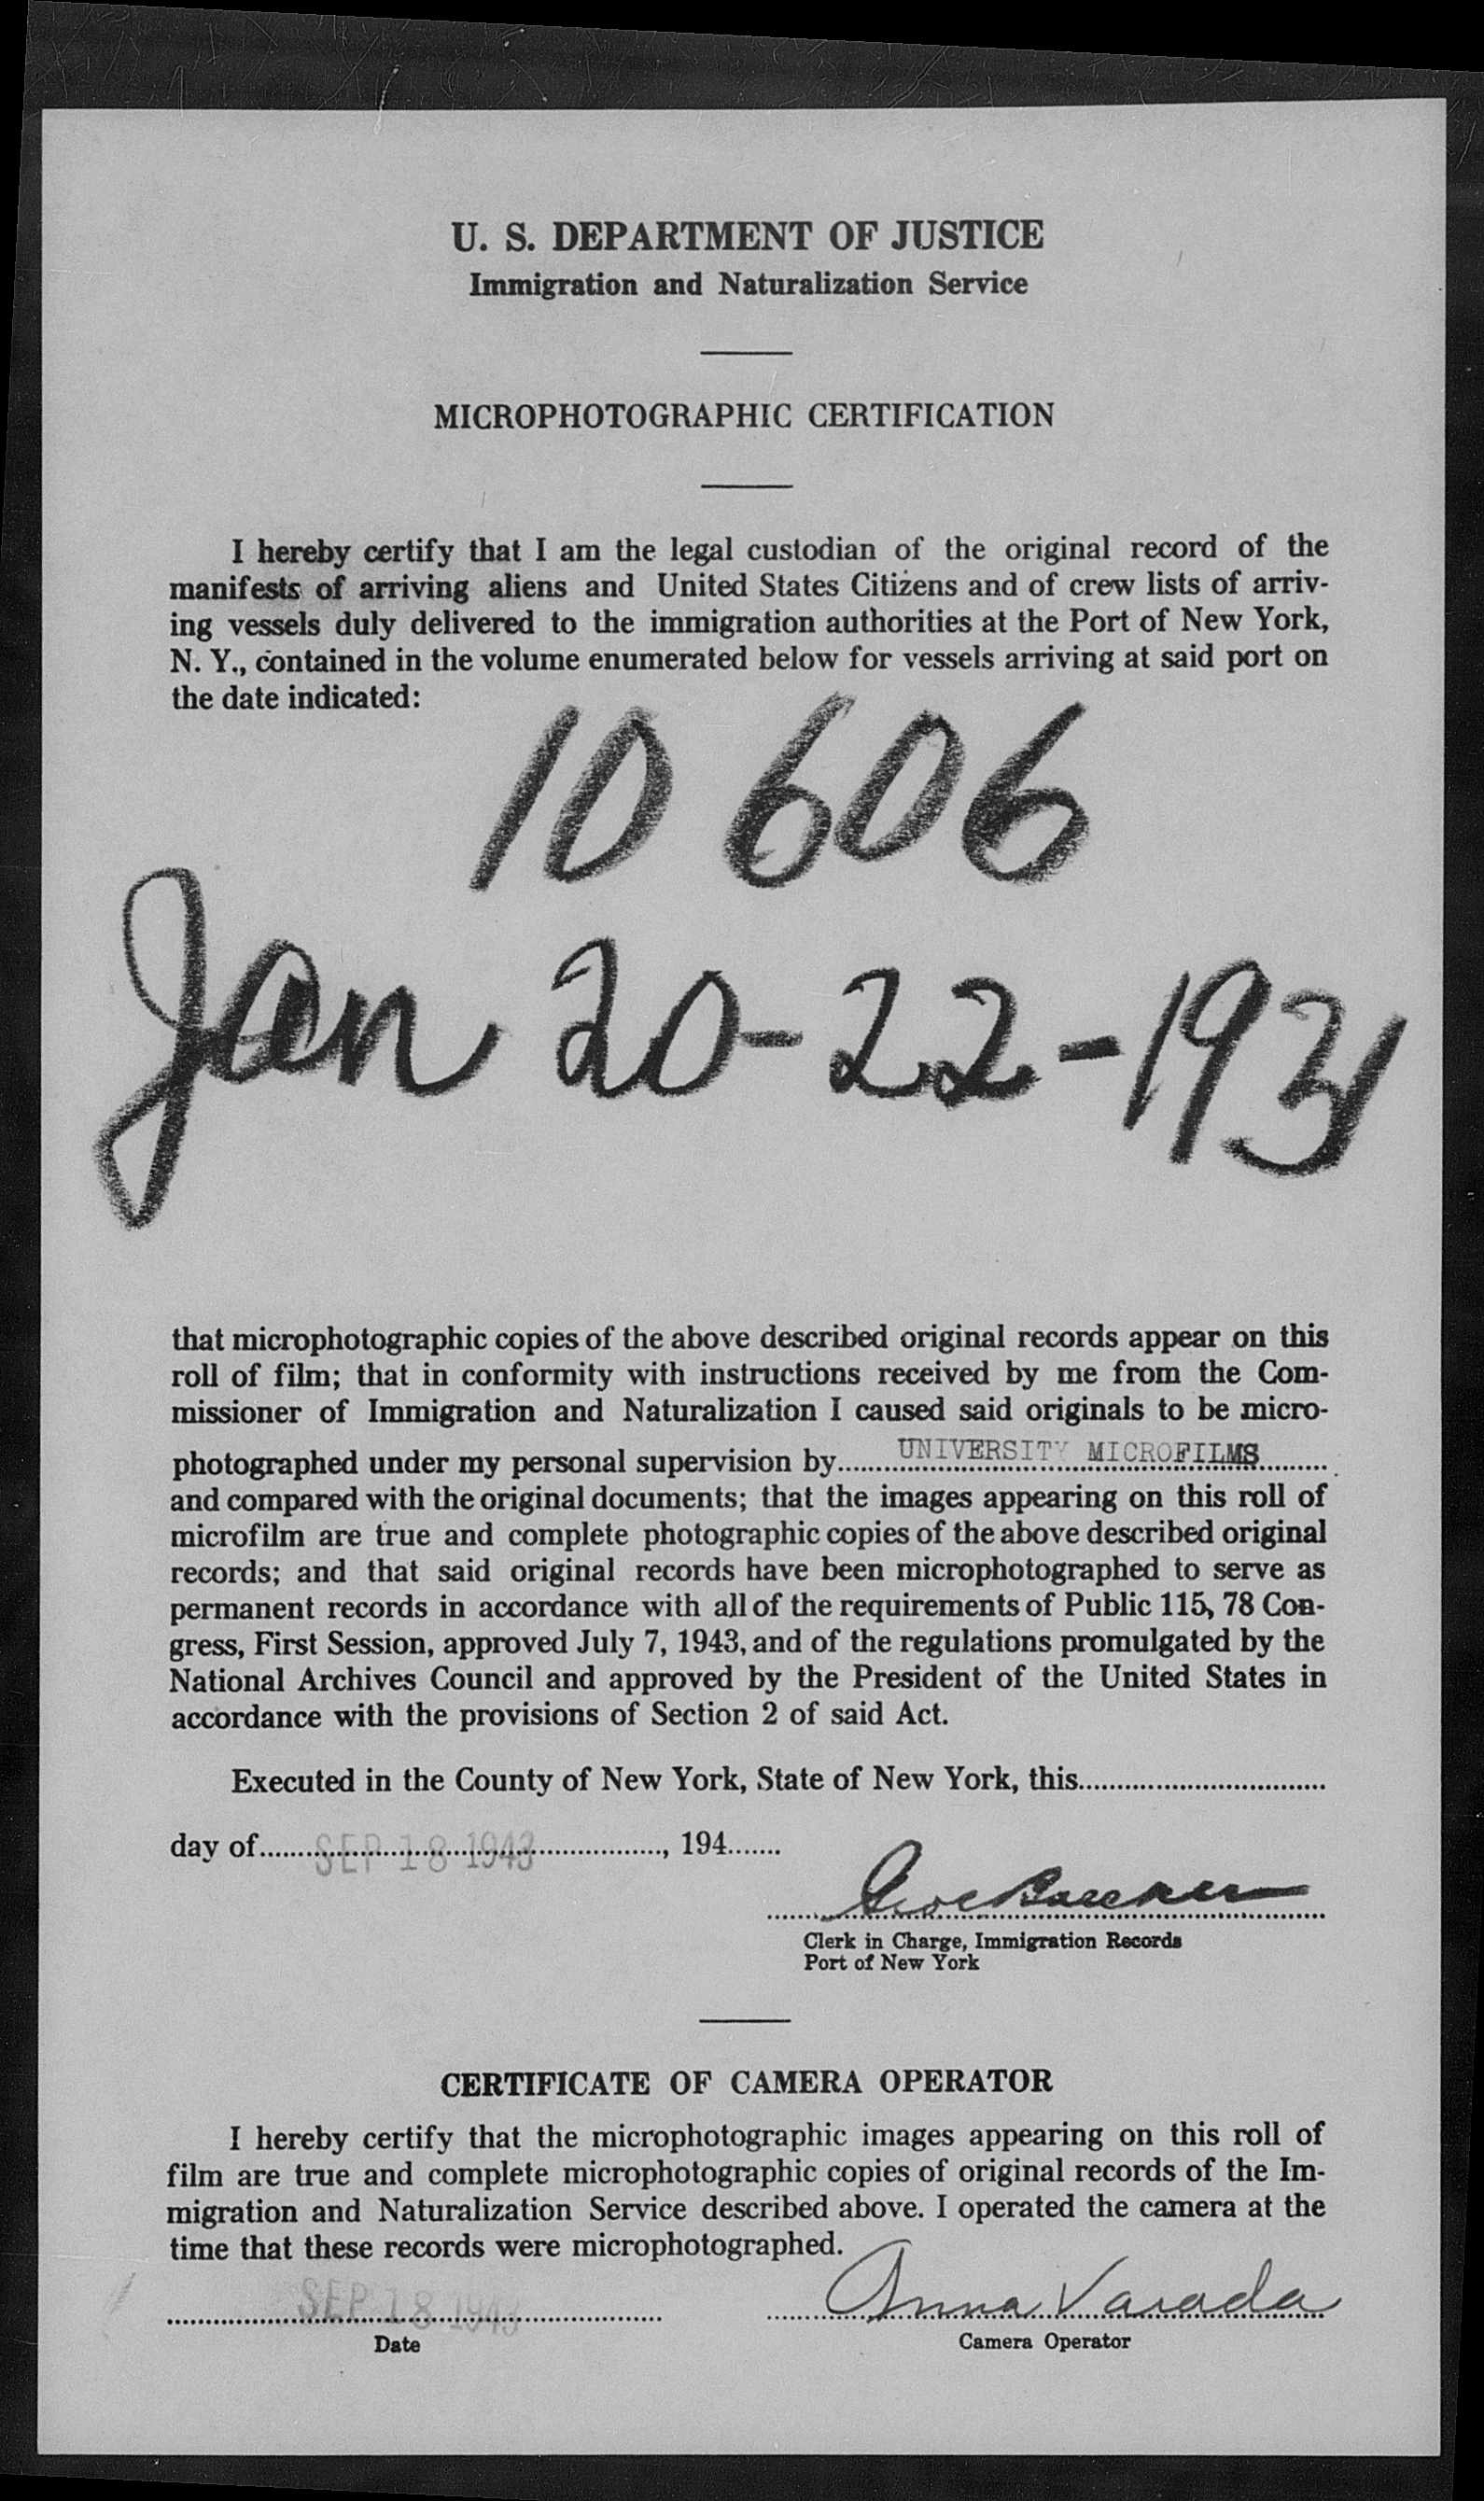 U. S. DEPARTMENT OF JUSTICE
Immigration and Naturalization Service
MICROPHOTOGRAPHIC CERTIFICATION
I hereby certify that I am the legal custodian of the original record of the
manifests of arriving aliens and United States Citizens and of crew lists of arriv-
ing vessels duly delivered to the immigration authorities at the Port of New York,
N. Y., contained in the volume enumerated below for vessels arriving at said port on
the date indicated:
10 606
Jan 20-22-1931
that microphotographic copies of the above described original records appear on this
roll of film; that in conformity with instructions received by me from the Com-
missioner of Immigration and Naturalization I caused said originals to be micro-
photographed under my personal supervision by UNIVERSITY MICROFILMS
and compared with the original documents; that the images appearing on this roll of
microfilm are true and complete photographic copies of the above described original
records; and that said original records have been microphotographed to serve as
permanent records in accordance with all of the requirements of Public 115, 78 Con-
gress, First Session, approved July 7, 1943, and of the regulations promulgated by the
National Archives Council and approved by the President of the United States in
accordance with the provisions of Section 2 of said Act.
Executed in the County of New York, State of New York, this
day of SEP 18 1943, 194
Clerk in Charge, Immigration Records
Port of New York
CERTIFICATE OF CAMERA OPERATOR
I hereby certify that the microphotographic images appearing on this roll of
film are true and complete microphotographic copies of original records of the Im-
migration and Naturalization Service described above. I operated the camera at the
time that these records were microphotographed.
SEP 18 1943 Anna Varada
Date Camera Operator